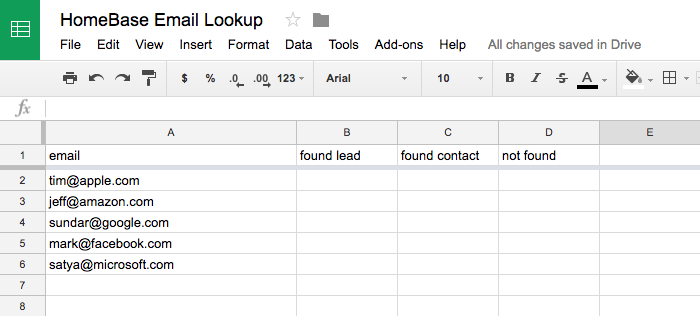 HomeBase Email Lookup
File Edit View Insert Format Data Tools Add-ons Help All changes saved in Drive
$ % .0 .00 123 Arial 10 B I S A
fx
A B C D E
1 email found lead found contact not found
2 tim@apple.com
3 jeff@amazon.com
4 sundar@google.com
5 mark@facebook.com
6 satya@microsoft.com
7
8